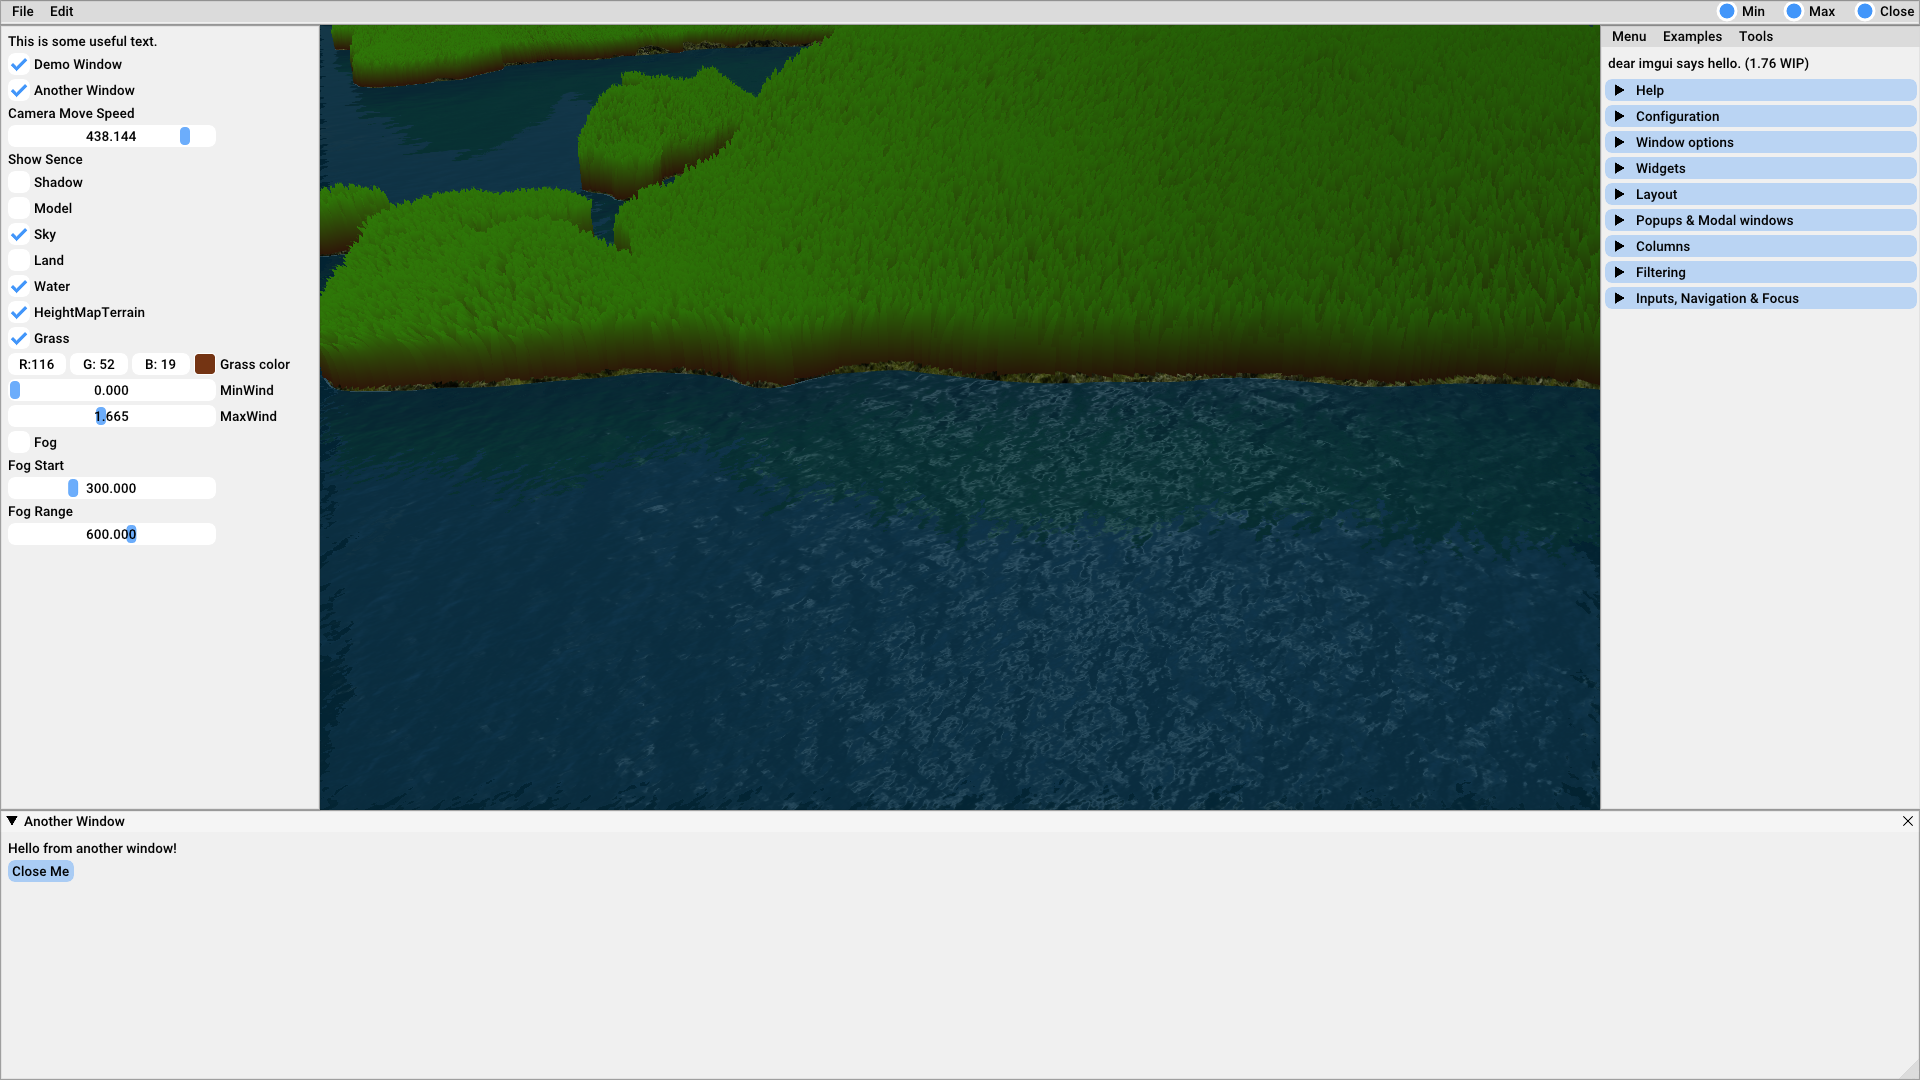 File Edit Min Max Close
This is some useful text.
Demo Window
Another Window
Camera Move Speed
438.144
Show Sence
Shadow
Model
Sky
Land
Water
HeightMapTerrain
Grass
R:116 G: 52 B: 19 Grass color
0.000 MinWind
1.665 MaxWind
Fog
Fog Start
300.000
Fog Range
600.000
Menu Examples Tools
dear imgui says hello. (1.76 WIP)
Help
Configuration
Window options
Widgets
Layout
Popups & Modal windows
Columns
Filtering
Inputs, Navigation & Focus
Another Window
Hello from another window!
Close Me